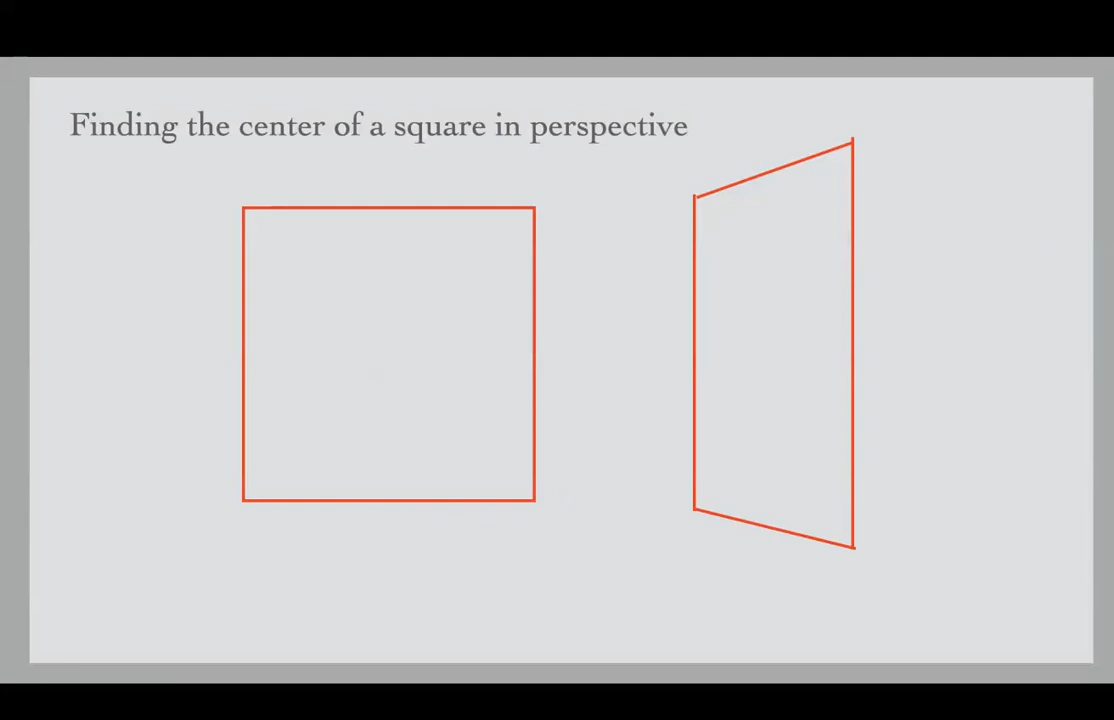 Finding the center of a square in perspective